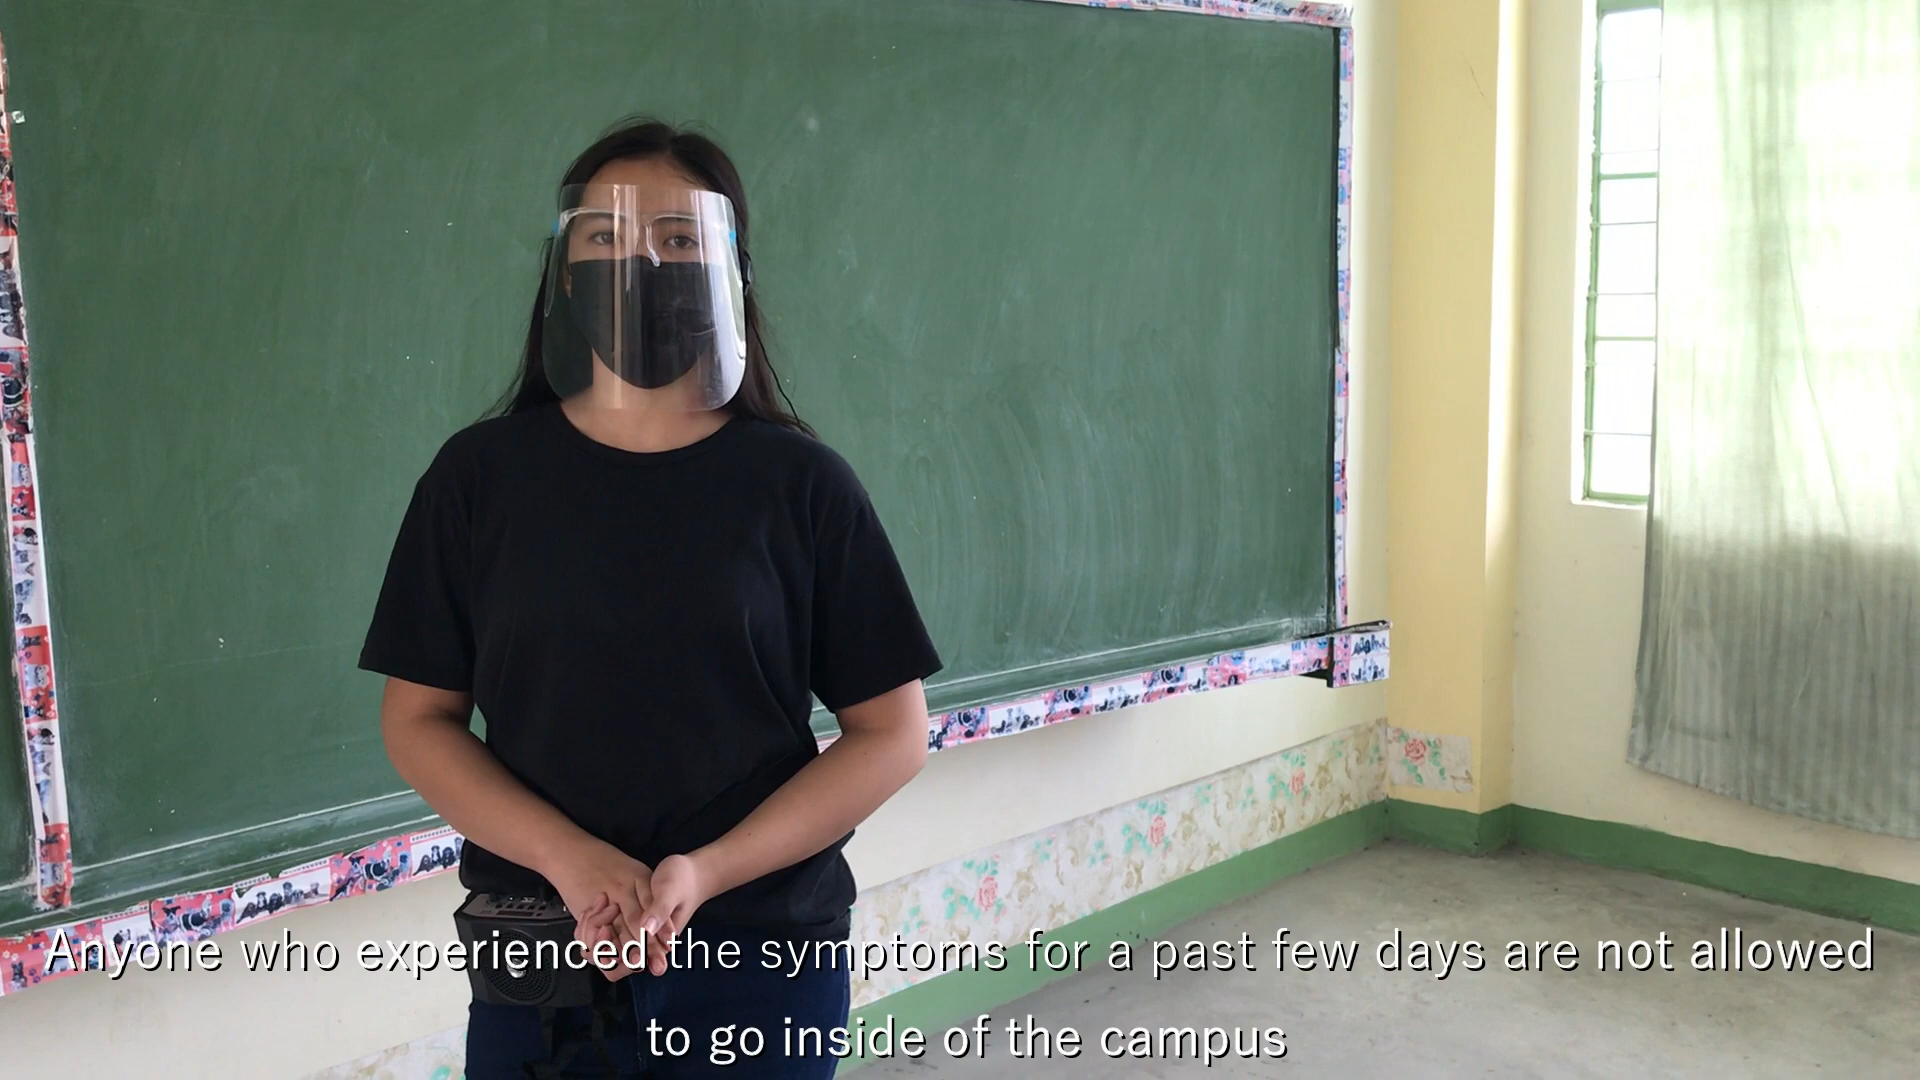 Anyone who experienced the symptoms for a past few days are not allowed
to go inside of the campus